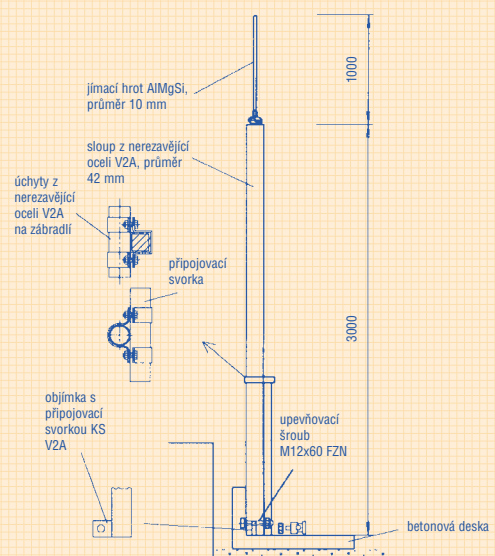 1000
jímací hrot AlMgSi,
průměr 10 mm
sloup z nerezavějící
oceli V2A, průměr
42 mm
úchyty z
nerezavějící
oceli V2A
na zábradlí
připojovací
svorka
3000
objímka s
připojovací
svorkou KS
V2A
upevňovací
šroub
M12x60 FZN
betonová deska